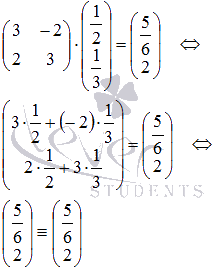 (3 -2; 2 3) · (1/2; 1/3) = (5/6; 2) ⇔
(3·1/2+(-2)·1/3; 2·1/2+3·1/3) = (5/6; 2) ⇔
(5/6; 2) ≡ (5/6; 2)
clever
STUDENTS